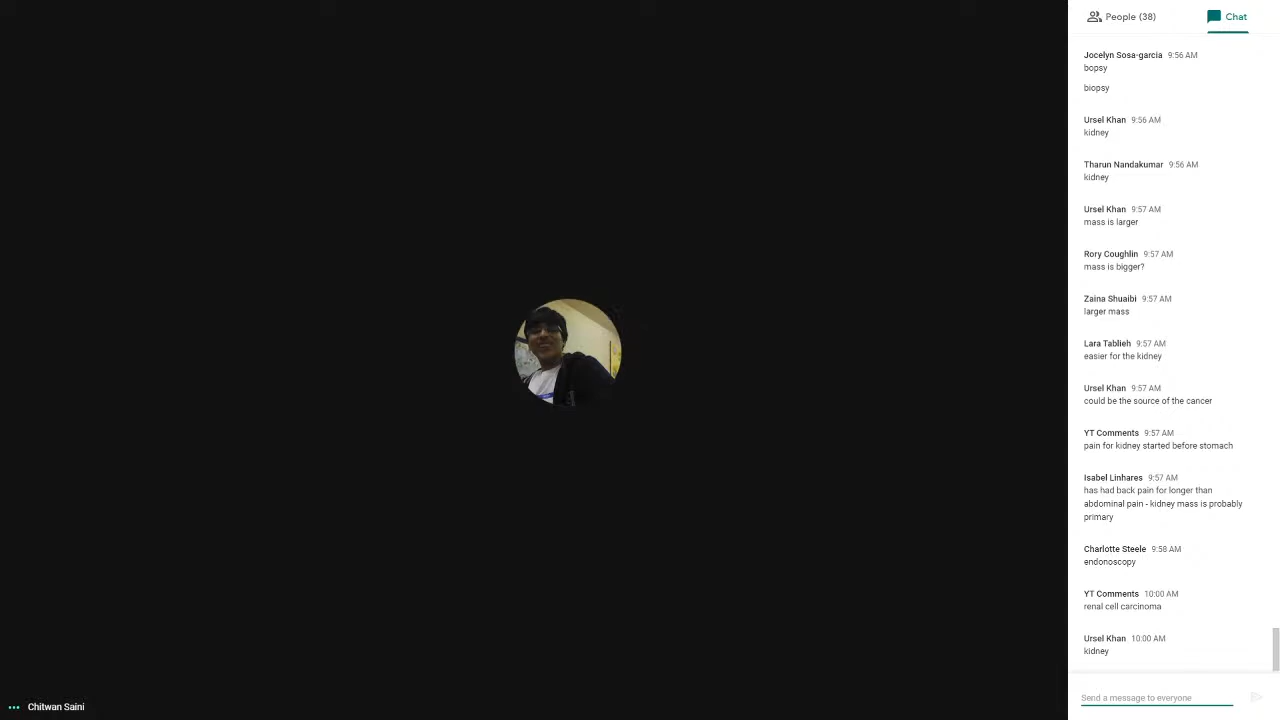 People (38)
Chat
Jocelyn Sosa-garcia 9:56 AM
bopsy
biopsy
Ursel Khan 9:56 AM
kidney
Tharun Nandakumar 9:56 AM
kidney
Ursel Khan 9:57 AM
mass is larger
Rory Coughlin 9:57 AM
mass is bigger?
Zaina Shuaibi 9:57 AM
larger mass
Lara Tablieh 9:57 AM
easier for the kidney
Ursel Khan 9:57 AM
could be the source of the cancer
YT Comments 9:57 AM
pain for kidney started before stomach
Isabel Linhares 9:57 AM
has had back pain for longer than
abdominal pain - kidney mass is probably
primary
Charlotte Steele 9:58 AM
endonoscopy
YT Comments 10:00 AM
renal cell carcinoma
Ursel Khan 10:00 AM
kidney
Send a message to everyone
Chitwan Saini